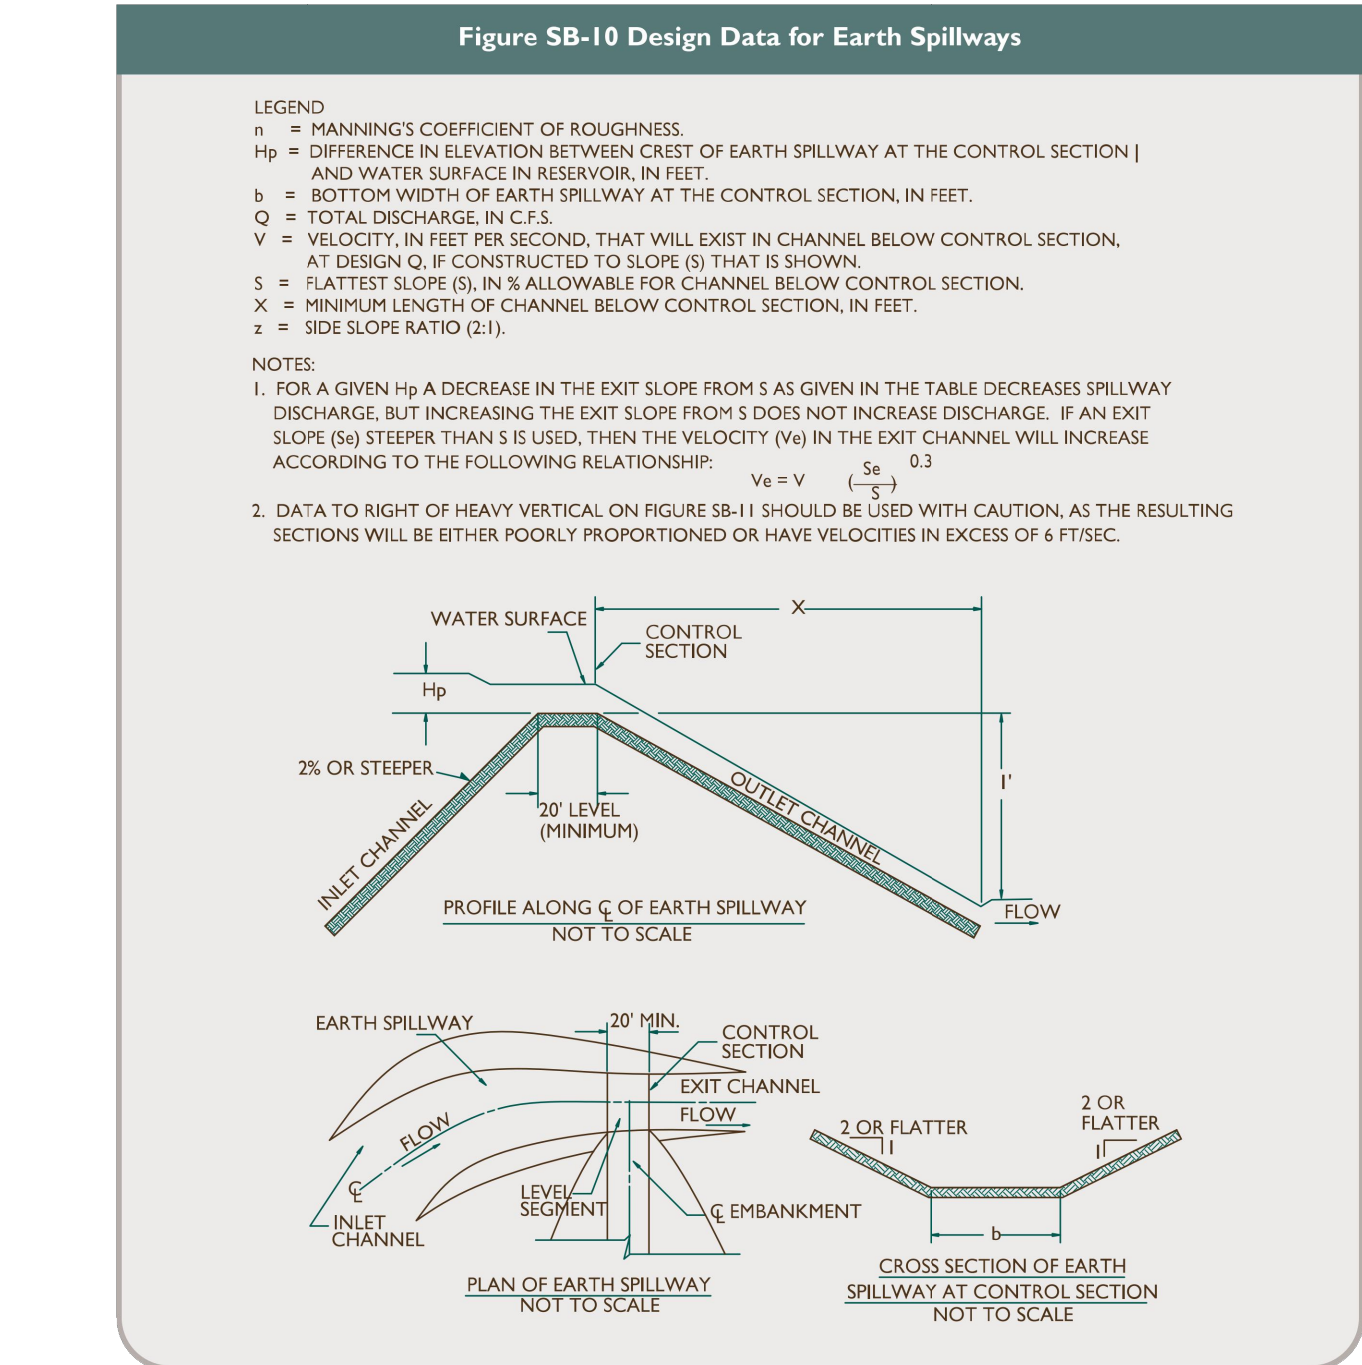 Figure SB-10 Design Data for Earth Spillways
LEGEND
n = MANNING'S COEFFICIENT OF ROUGHNESS.
Hp = DIFFERENCE IN ELEVATION BETWEEN CREST OF EARTH SPILLWAY AT THE CONTROL SECTION |
AND WATER SURFACE IN RESERVOIR, IN FEET.
b = BOTTOM WIDTH OF EARTH SPILLWAY AT THE CONTROL SECTION, IN FEET.
Q = TOTAL DISCHARGE, IN C.F.S.
V = VELOCITY, IN FEET PER SECOND, THAT WILL EXIST IN CHANNEL BELOW CONTROL SECTION,
AT DESIGN Q, IF CONSTRUCTED TO SLOPE (S) THAT IS SHOWN.
S = FLATTEST SLOPE (S), IN % ALLOWABLE FOR CHANNEL BELOW CONTROL SECTION.
X = MINIMUM LENGTH OF CHANNEL BELOW CONTROL SECTION, IN FEET.
z = SIDE SLOPE RATIO (2:1).
NOTES:
1. FOR A GIVEN Hp A DECREASE IN THE EXIT SLOPE FROM S AS GIVEN IN THE TABLE DECREASES SPILLWAY
DISCHARGE, BUT INCREASING THE EXIT SLOPE FROM S DOES NOT INCREASE DISCHARGE. IF AN EXIT
SLOPE (Se) STEEPER THAN S IS USED, THEN THE VELOCITY (Ve) IN THE EXIT CHANNEL WILL INCREASE
ACCORDING TO THE FOLLOWING RELATIONSHIP:
Ve = V (Se/S) 0.3
2. DATA TO RIGHT OF HEAVY VERTICAL ON FIGURE SB-11 SHOULD BE USED WITH CAUTION, AS THE RESULTING
SECTIONS WILL BE EITHER POORLY PROPORTIONED OR HAVE VELOCITIES IN EXCESS OF 6 FT/SEC.
X
WATER SURFACE
CONTROL
SECTION
Hp
2% OR STEEPER
1'
20' LEVEL
(MINIMUM)
INLET CHANNEL
OUTLET CHANNEL
FLOW
PROFILE ALONG ℄ OF EARTH SPILLWAY
NOT TO SCALE
EARTH SPILLWAY
20' MIN.
CONTROL
SECTION
EXIT CHANNEL
FLOW
FLOW
℄
INLET
CHANNEL
LEVEL
SEGMENT
℄ EMBANKMENT
PLAN OF EARTH SPILLWAY
NOT TO SCALE
2 OR FLATTER
1
2 OR
FLATTER
1
b
CROSS SECTION OF EARTH
SPILLWAY AT CONTROL SECTION
NOT TO SCALE